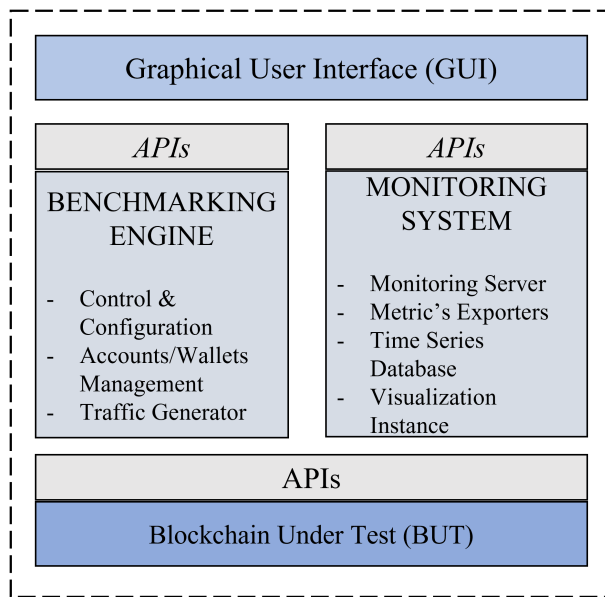 Graphical User Interface (GUI)
APIs
BENCHMARKING
ENGINE
- Control &
Configuration
- Accounts/Wallets
Management
- Traffic Generator
APIs
MONITORING
SYSTEM
- Monitoring Server
- Metric’s Exporters
- Time Series
Database
- Visualization
Instance
APIs
Blockchain Under Test (BUT)